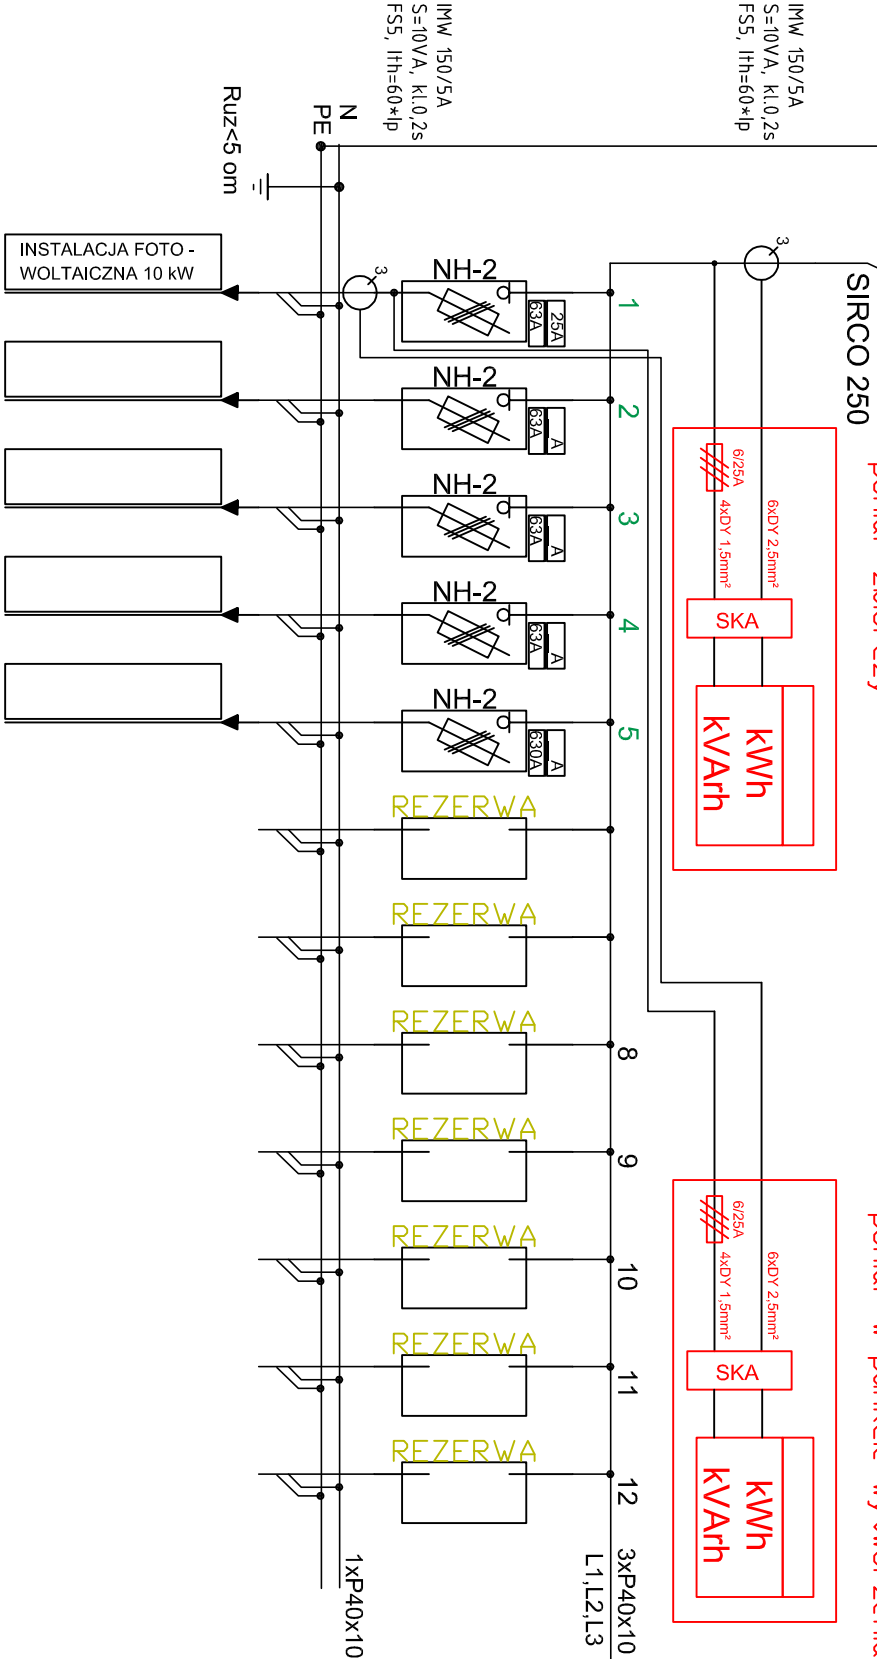 IMW 150/5A
S=10VA, kl.0,2s
FS5, Ith=60*Ip
IMW 150/5A
S=10VA, kl.0,2s
FS5, Ith=60*Ip
N
PE
Ruz<5 om
3
SIRCO 250
INSTALACJA FOTO -
WOLTAICZNA 10 kW
3
NH-2
25A
63A
1
NH-2
A
63A
2
NH-2
A
63A
3
NH-2
A
63A
4
NH-2
A
630A
5
6/25A
4xDY 1,5mm²
6xDY 2,5mm²
SKA
kWh
kVArh
REZERWA
REZERWA
REZERWA
8
REZERWA
9
REZERWA
10
REZERWA
11
REZERWA
12
6/25A
4xDY 1,5mm²
6xDY 2,5mm²
SKA
kWh
kVArh
3xP40x10
L1,L2,L3
1xP40x10